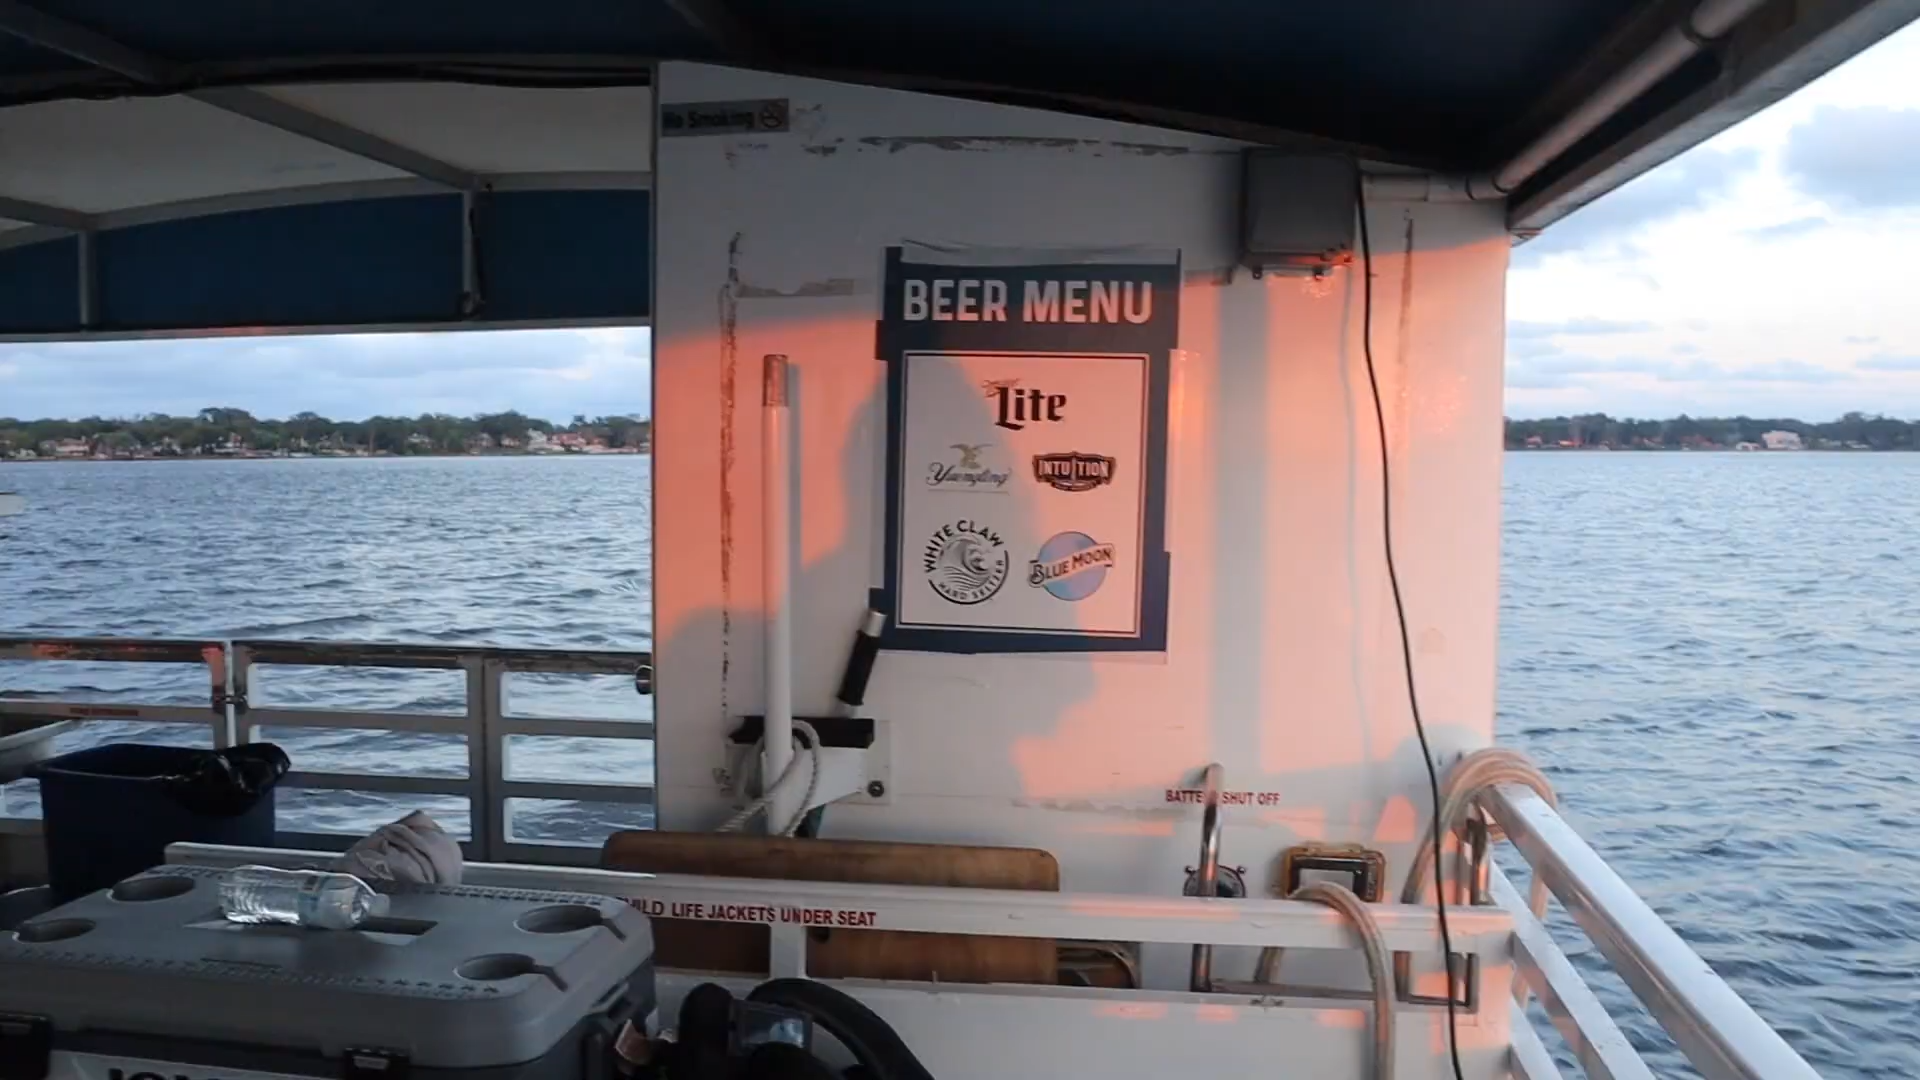 No Smoking
BEER MENU
Miller
Lite
Yuengling
INTUITION
WHITE CLAW
HARD SELTZER
BLUE MOON
SHUT OFF
LIFE JACKETS UNDER SEAT